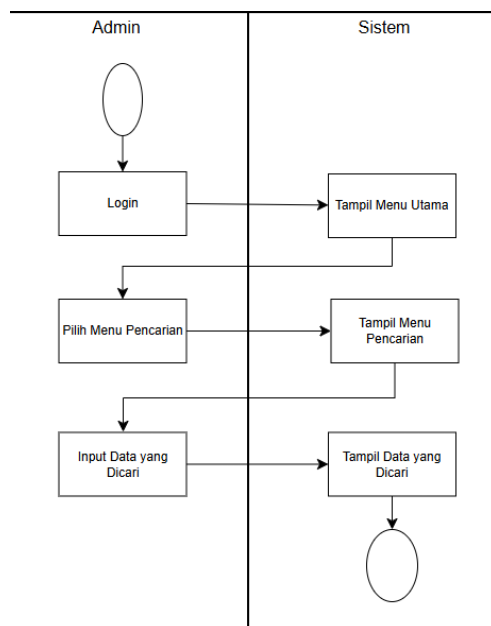 Admin
Sistem
Login
Tampil Menu Utama
Pilih Menu Pencarian
Tampil Menu
Pencarian
Input Data yang
Dicari
Tampil Data yang
Dicari